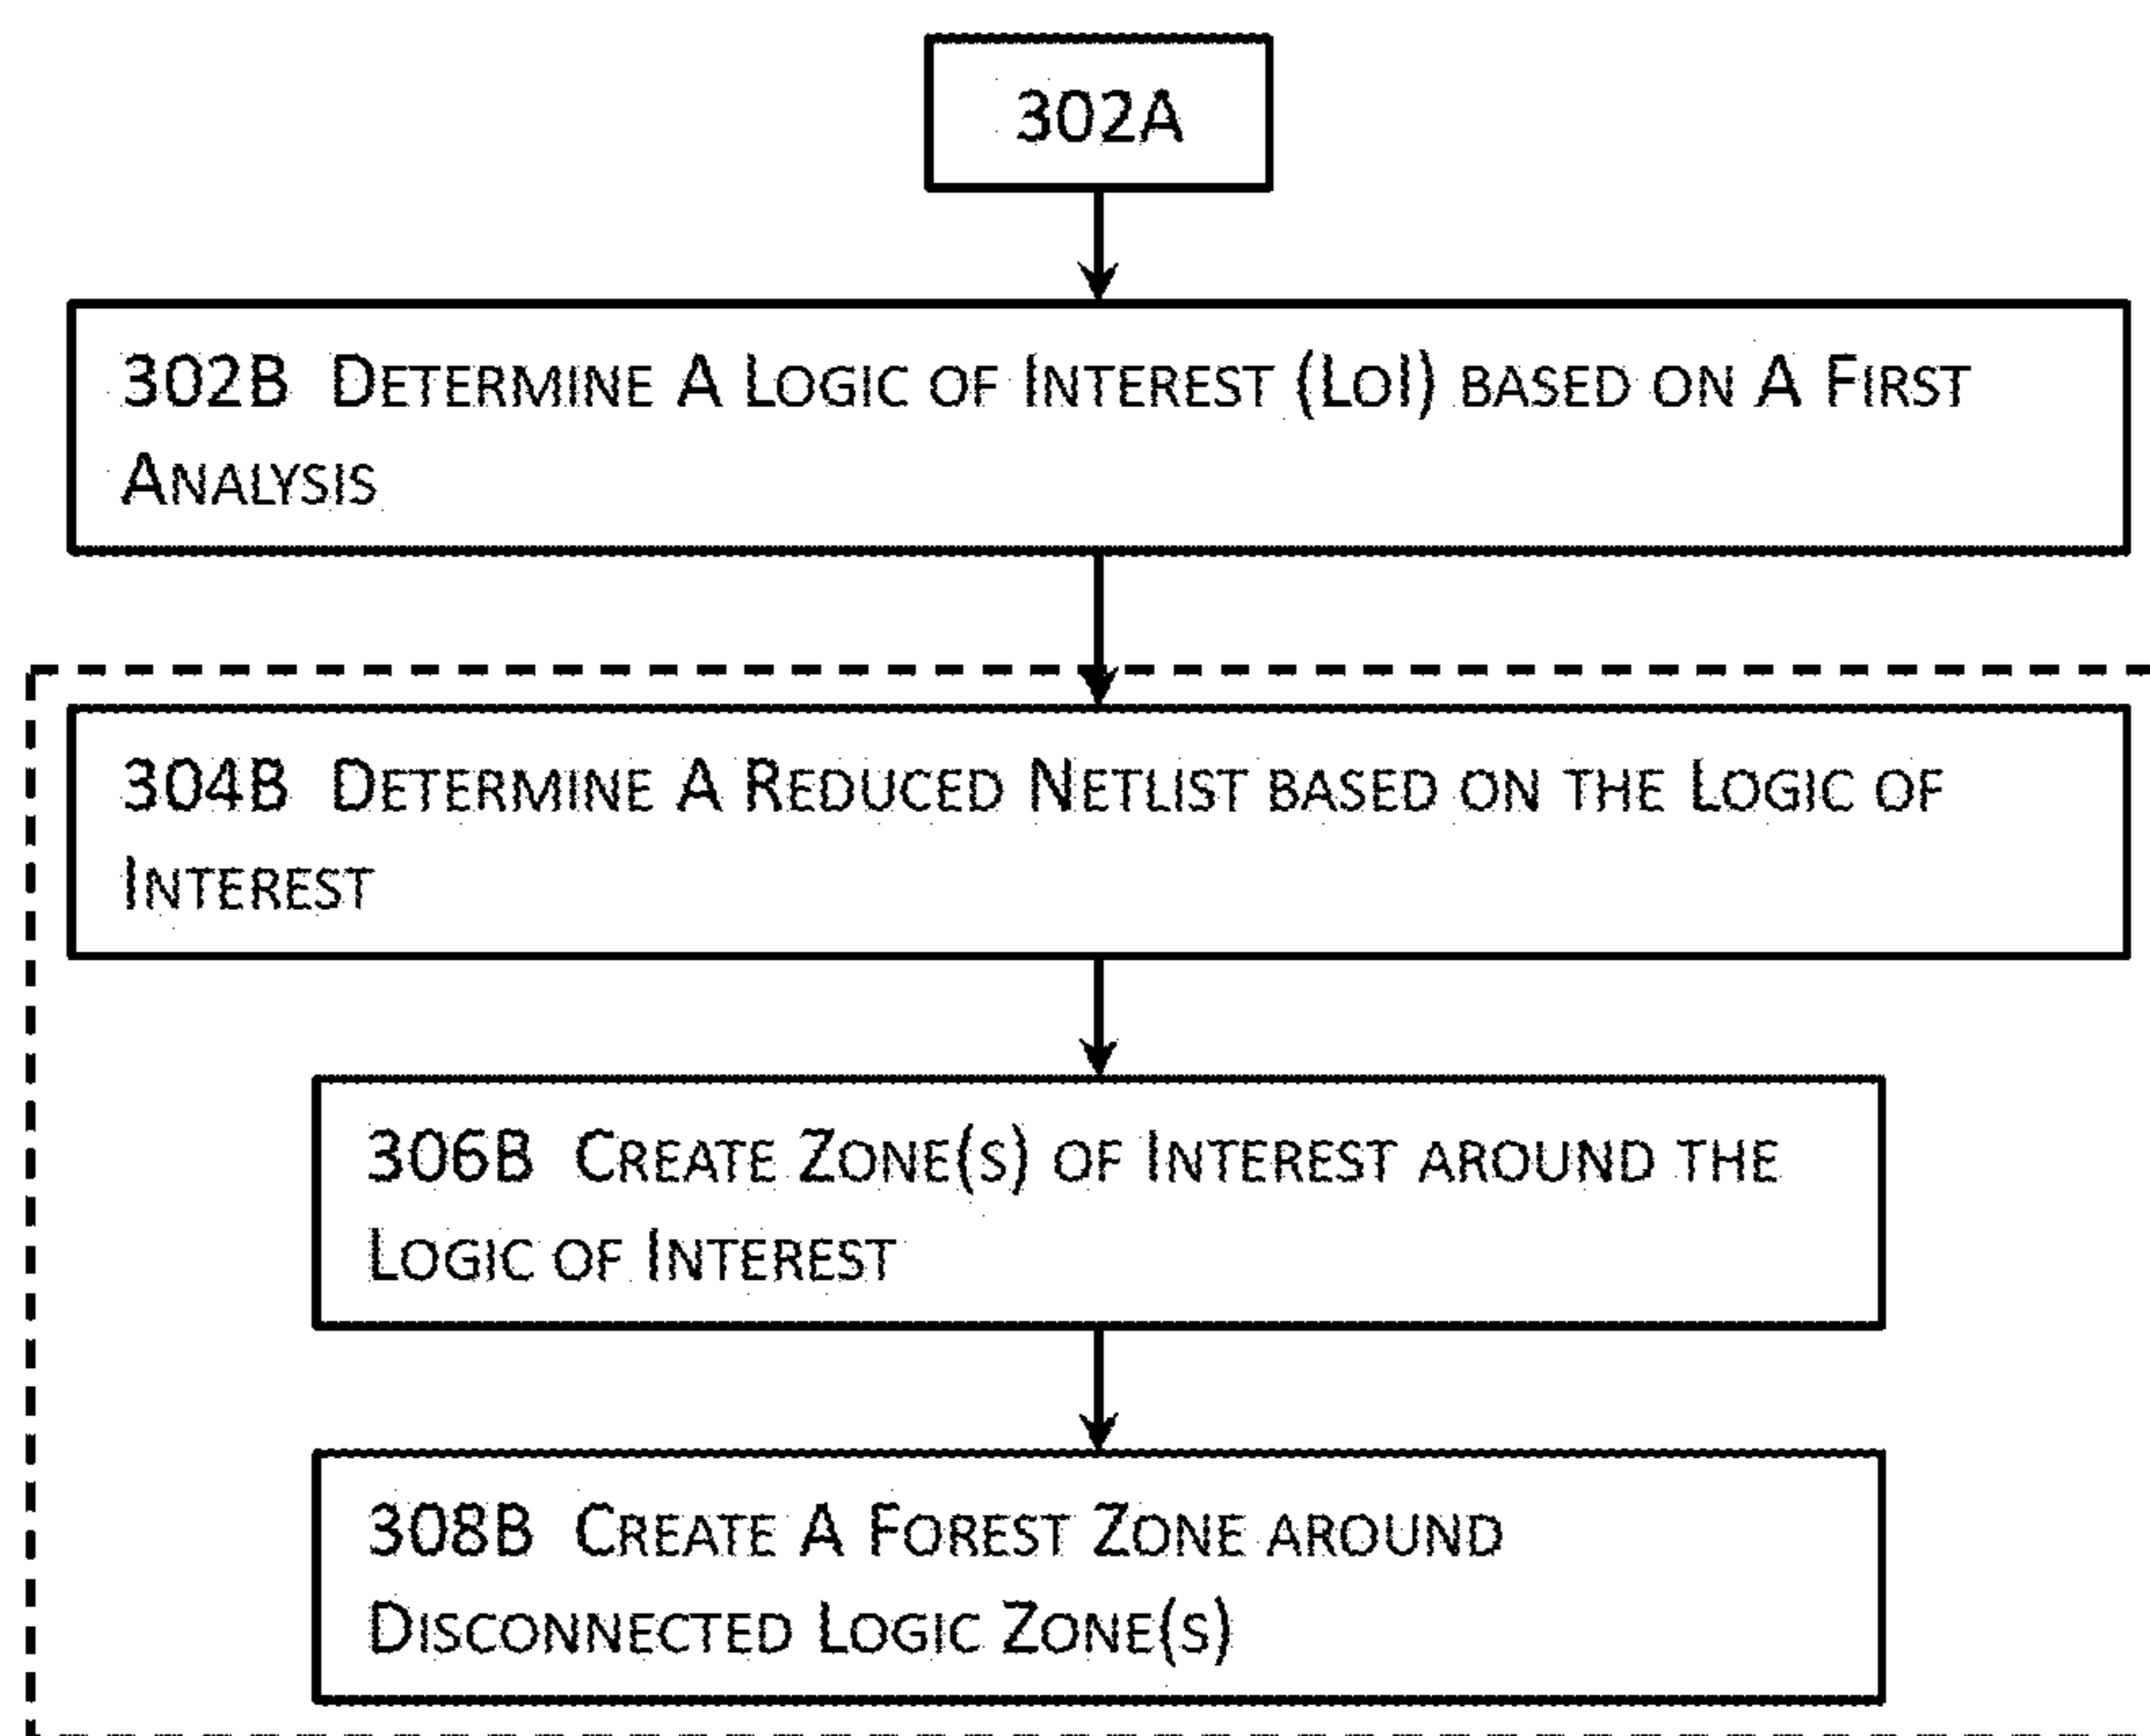 302A
302B Determine A Logic of Interest (LoI) based on A First
Analysis
304B Determine A Reduced Netlist based on the Logic of
Interest
306B Create Zone(s) of Interest around the
Logic of Interest
308B Create A Forest Zone around
Disconnected Logic Zone(s)